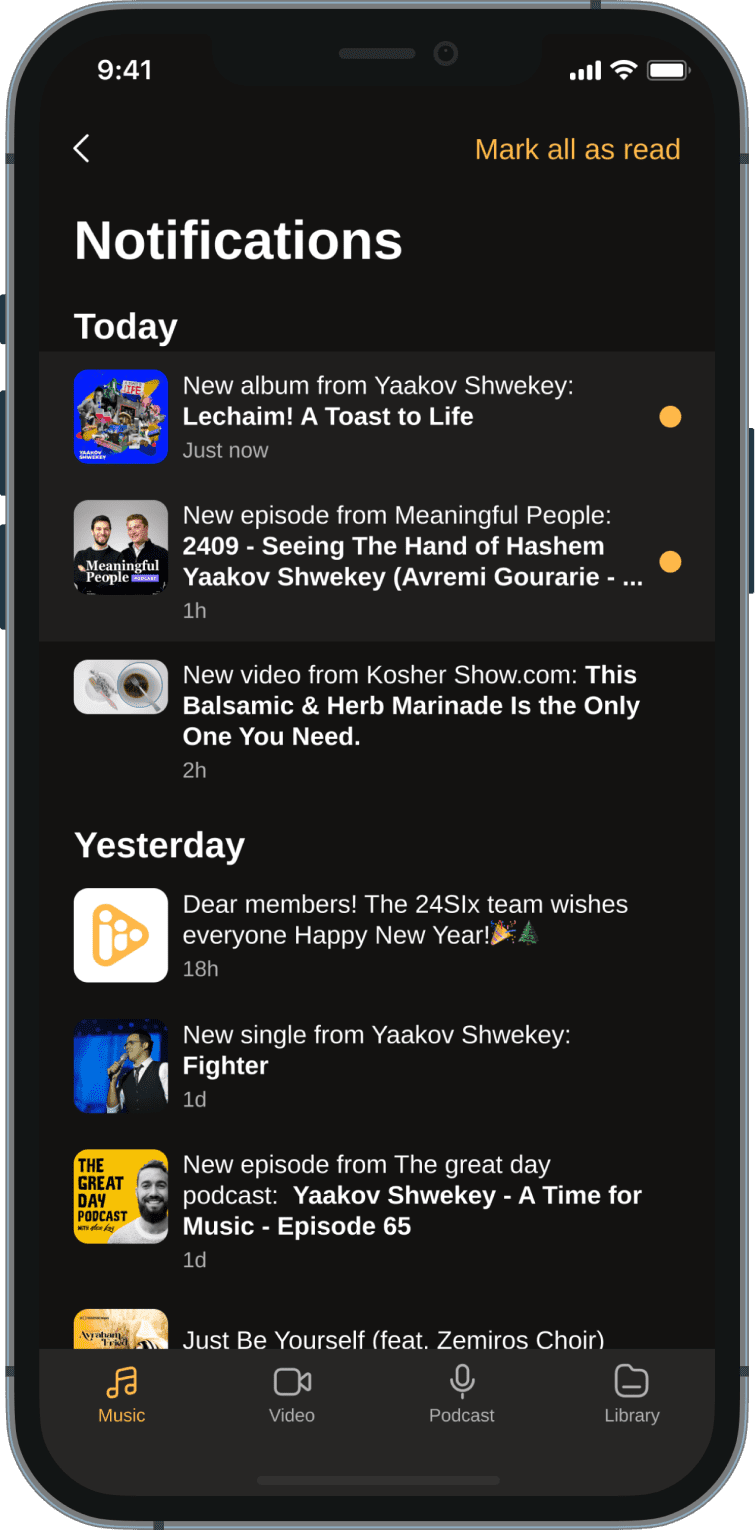 9:41
Mark all as read
Notifications
Today
LIFE
YAAKOV
SHWEKEY
New album from Yaakov Shwekey:
Lechaim! A Toast to Life
Just now
Meaningful
People PODCAST
New episode from Meaningful People:
2409 - Seeing The Hand of Hashem
Yaakov Shwekey (Avremi Gourarie - ...
1h
New video from Kosher Show.com: This
Balsamic & Herb Marinade Is the Only
One You Need.
2h
Yesterday
Dear members! The 24SIx team wishes
everyone Happy New Year!🎉🎄
18h
New single from Yaakov Shwekey:
Fighter
1d
THE
GREAT
DAY
PODCAST
WITH
New episode from The great day
podcast:  Yaakov Shwekey - A Time for
Music - Episode 65
1d
Avraham
Fried
Just Be Yourself (feat. Zemiros Choir)
Music
Video
Podcast
Library